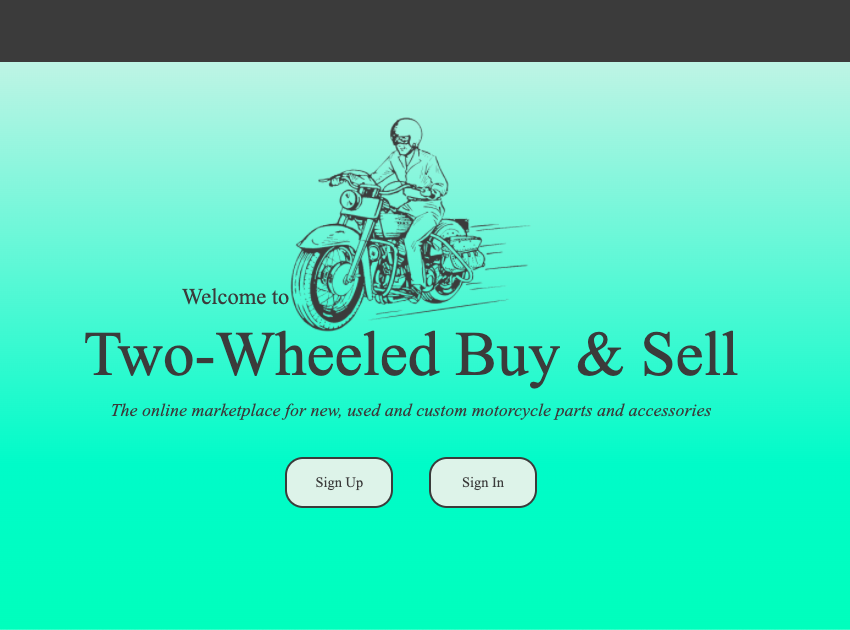 Welcome to
Two-Wheeled Buy & Sell
The online marketplace for new, used and custom motorcycle parts and accessories
Sign Up
Sign In